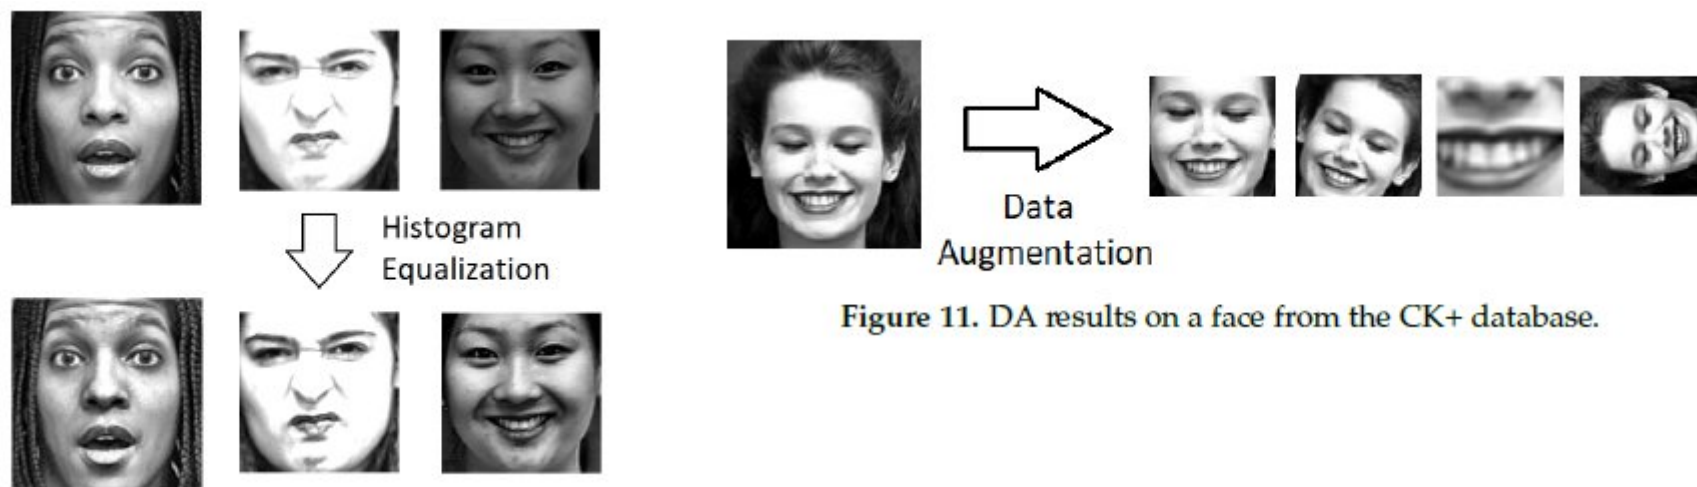 Histogram
Equalization
Data
Augmentation
Figure 11. DA results on a face from the CK+ database.